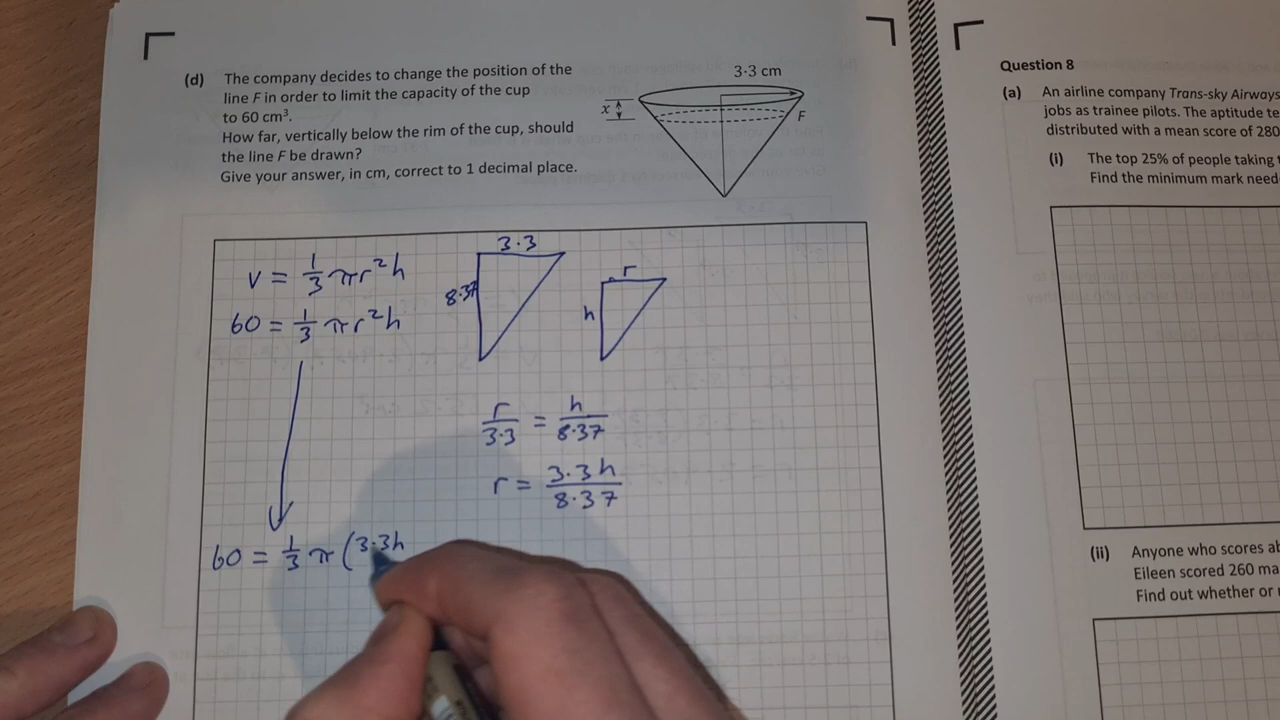 (d) The company decides to change the position of the
line F in order to limit the capacity of the cup
to 60 cm³.
How far, vertically below the rim of the cup, should
the line F be drawn?
Give your answer, in cm, correct to 1 decimal place.
3·3 cm
x
F
v = 1/3 πr²h
60 = 1/3 πr²h
3·3
8·37
r
h
r/3·3 = h/8·37
r = 3·3h/8·37
60 = 1/3 π (3·3h
Question 8
(a) An airline company Trans-sky Airways
jobs as trainee pilots. The aptitude te
distributed with a mean score of 280
(i) The top 25% of people taking
Find the minimum mark need
(ii) Anyone who scores ab
Eileen scored 260 ma
Find out whether or